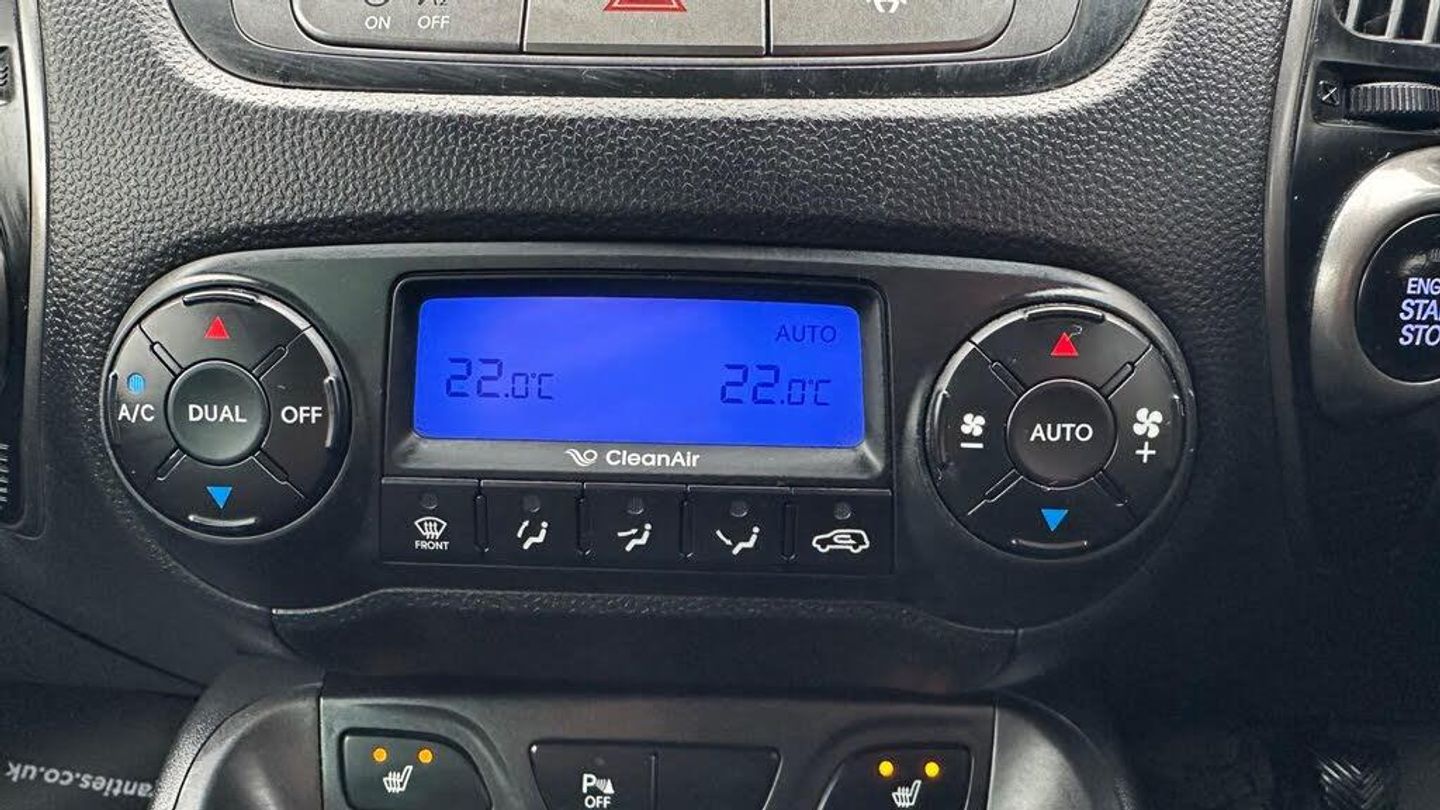 ON OFF
AUTO
22.0°C 22.0°C
CleanAir
A/C DUAL OFF
AUTO
FRONT
P
OFF